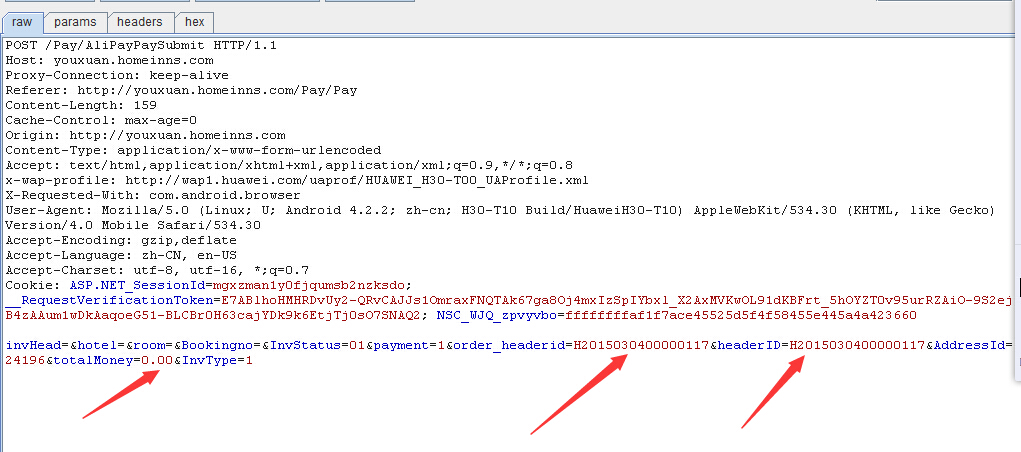 raw params headers hex
POST /Pay/AliPayPaySubmit HTTP/1.1
Host: youxuan.homeinns.com
Proxy-Connection: keep-alive
Referer: http://youxuan.homeinns.com/Pay/Pay
Content-Length: 159
Cache-Control: max-age=0
Origin: http://youxuan.homeinns.com
Content-Type: application/x-www-form-urlencoded
Accept: text/html,application/xhtml+xml,application/xml;q=0.9,*/*;q=0.8
x-wap-profile: http://wap1.huawei.com/uaprof/HUAWEI_H30-T00_UAProfile.xml
X-Requested-With: com.android.browser
User-Agent: Mozilla/5.0 (Linux; U; Android 4.2.2; zh-cn; H30-T10 Build/HuaweiH30-T10) AppleWebKit/534.30 (KHTML, like Gecko)
Version/4.0 Mobile Safari/534.30
Accept-Encoding: gzip,deflate
Accept-Language: zh-CN, en-US
Accept-Charset: utf-8, utf-16, *;q=0.7
Cookie: ASP.NET_SessionId=mgxzman1y0fjqumsb2nzksdo;
__RequestVerificationToken=E7ABlhoHMHRDvUy2-QRvCAJJs1OmraxFNQTAk67ga8Oj4mxIzSpIYbxl_X2AxMVKwOL91dKBFrt_5hOYZT0v95urRZAiO-9S2ej
B4zAAum1wDkAaqoeG51-BLCBr0H63cajYDk9k6EtjTj0sO7SNAQ2; NSC_WJQ_zpvyvbo=ffffffffaf1f7ace45525d5f4f58455e445a4a423660
invHead=&hotel=&room=&Bookingno=&InvStatus=01&payment=1&order_headerid=H2015030400000117&headerID=H2015030400000117&AddressId=
24196&totalMoney=0.00&InvType=1